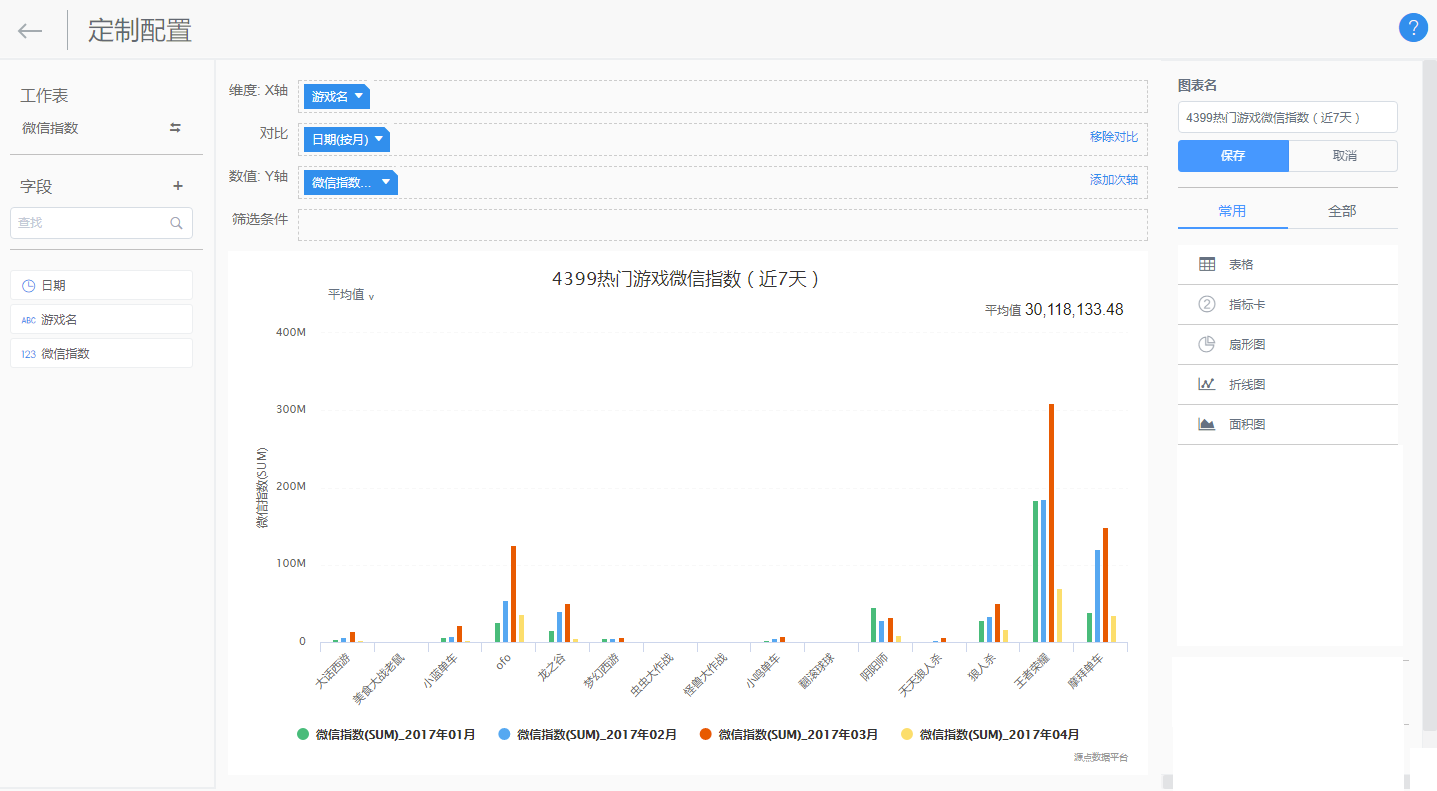 定制配置
?
工作表
微信指数
字段
+
查找
日期
ABC 游戏名
123 微信指数
维度: X轴
游戏名
对比
日期(按月)
移除对比
数值: Y轴
微信指数...
添加次轴
筛选条件
4399热门游戏微信指数（近7天）
平均值 v
平均值 30,118,133.48
400M
300M
200M
100M
0
微信指数(SUM)
大话西游
美食大战老鼠
小蓝单车
ofo
龙之谷
梦幻西游
虫虫大作战
怪兽大作战
小鸣单车
翻滚球球
阴阳师
天天狼人杀
狼人杀
王者荣耀
摩拜单车
微信指数(SUM)_2017年01月
微信指数(SUM)_2017年02月
微信指数(SUM)_2017年03月
微信指数(SUM)_2017年04月
源点数据平台
图表名
4399热门游戏微信指数（近7天）
保存
取消
常用
全部
表格
2 指标卡
扇形图
折线图
面积图